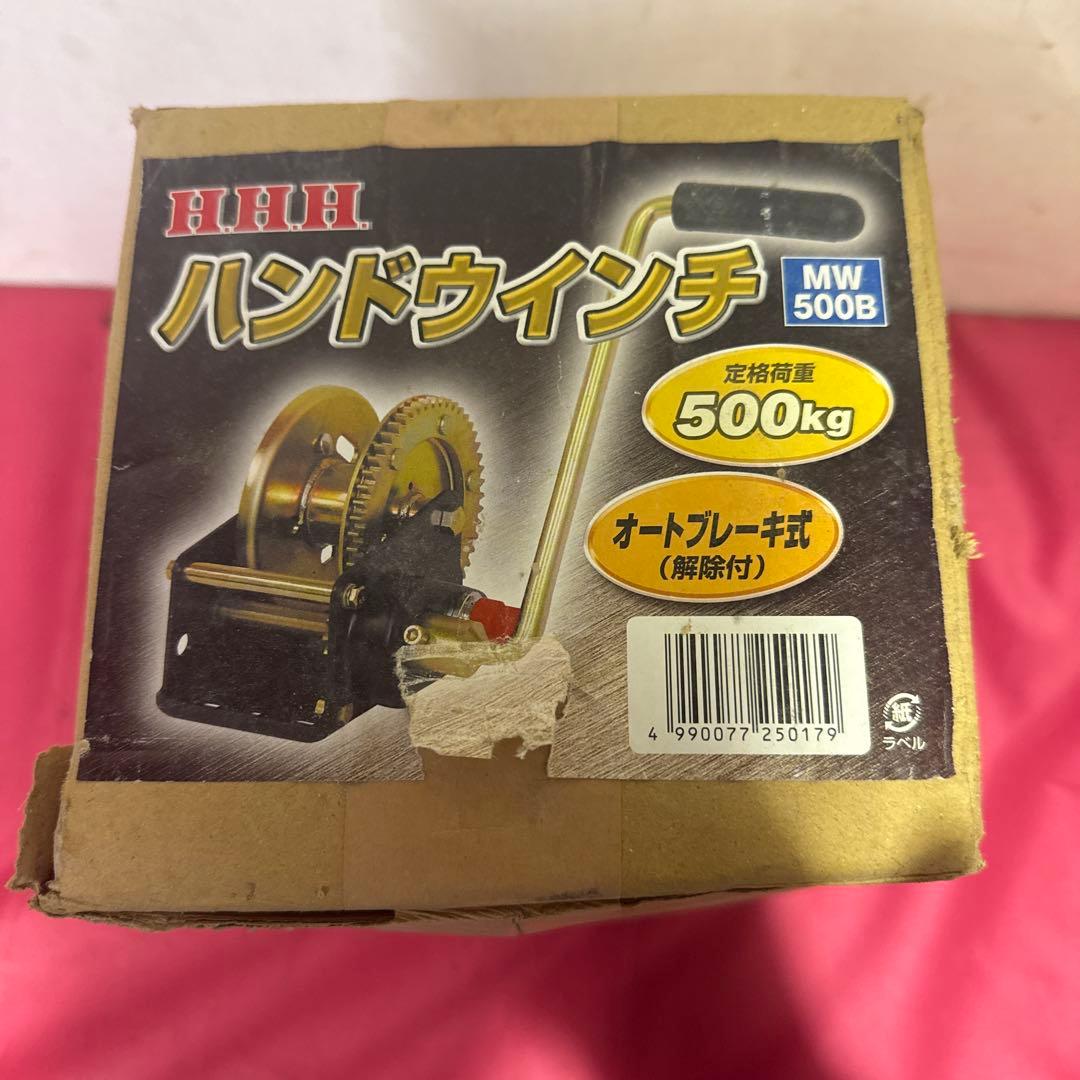 H.H.H.
ハンドウインチ
MW
500B
定格荷重
500kg
オートブレーキ式
(解除付)
4 990077 250179
紙
ラベル